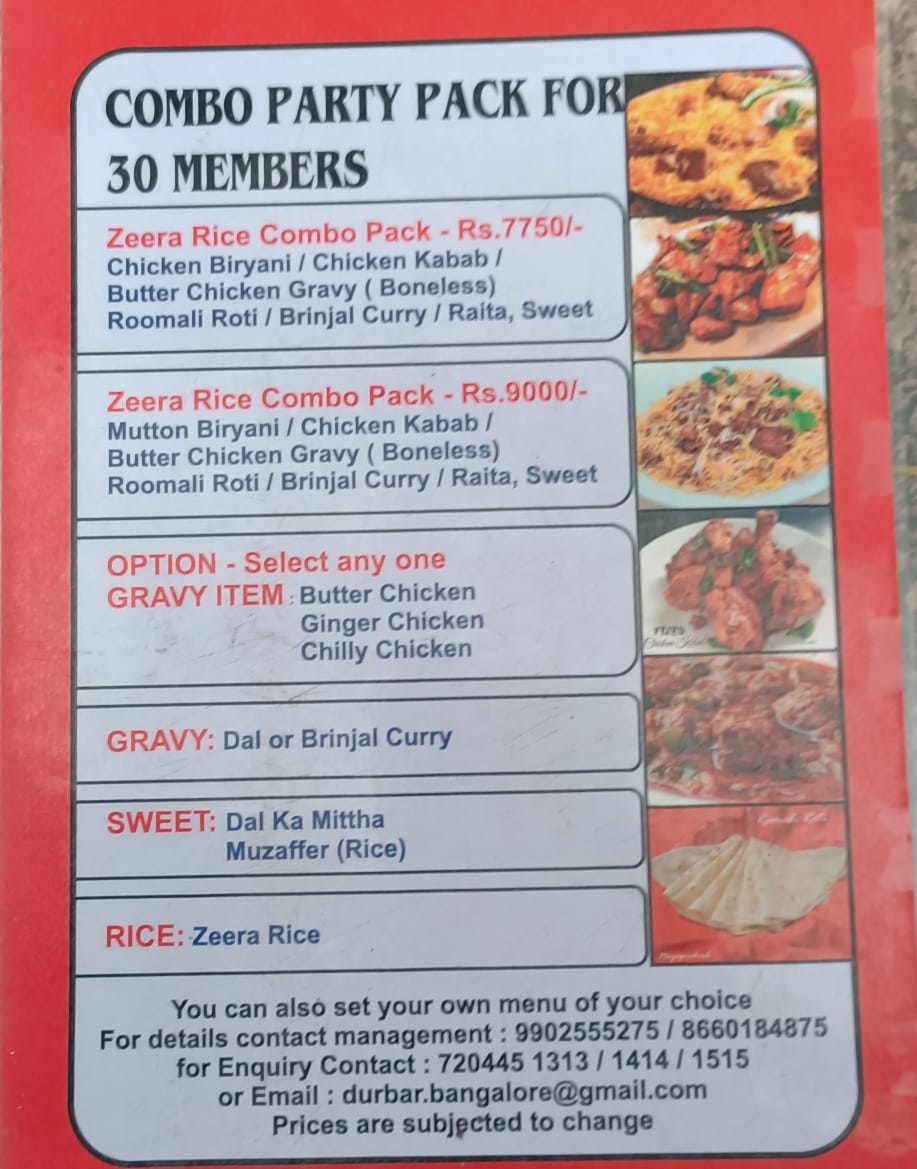 COMBO PARTY PACK FOR
30 MEMBERS
Zeera Rice Combo Pack - Rs.7750/-
Chicken Biryani / Chicken Kabab /
Butter Chicken Gravy ( Boneless)
Roomali Roti / Brinjal Curry / Raita, Sweet
Zeera Rice Combo Pack - Rs.9000/-
Mutton Biryani / Chicken Kabab /
Butter Chicken Gravy ( Boneless)
Roomali Roti / Brinjal Curry / Raita, Sweet
OPTION - Select any one
GRAVY ITEM : Butter Chicken
Ginger Chicken
Chilly Chicken
GRAVY: Dal or Brinjal Curry
SWEET: Dal Ka Mittha
Muzaffer (Rice)
RICE: Zeera Rice
You can also set your own menu of your choice
For details contact management : 9902555275 / 8660184875
for Enquiry Contact : 720445 1313 / 1414 / 1515
or Email : durbar.bangalore@gmail.com
Prices are subjected to change